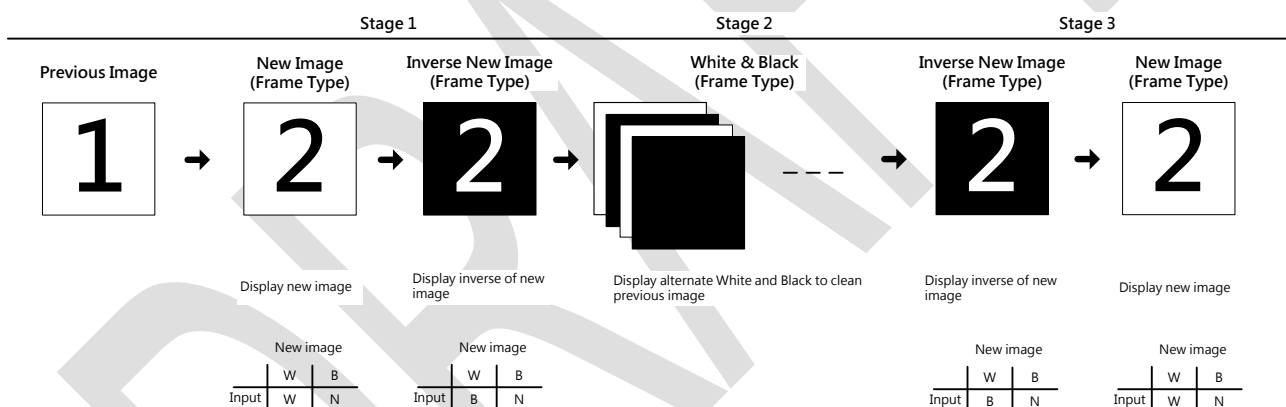 Stage 1 Stage 2 Stage 3
Previous Image
New Image
(Frame Type)
Inverse New Image
(Frame Type)
White & Black
(Frame Type)
Inverse New Image
(Frame Type)
New Image
(Frame Type)
1 2 2 2 2
Display new image
Display inverse of new
image
Display alternate White and Black to clean
previous image
Display inverse of new
image
Display new image
New image
W B
Input W N
New image
W B
Input B N
New image
W B
Input B N
New image
W B
Input W N